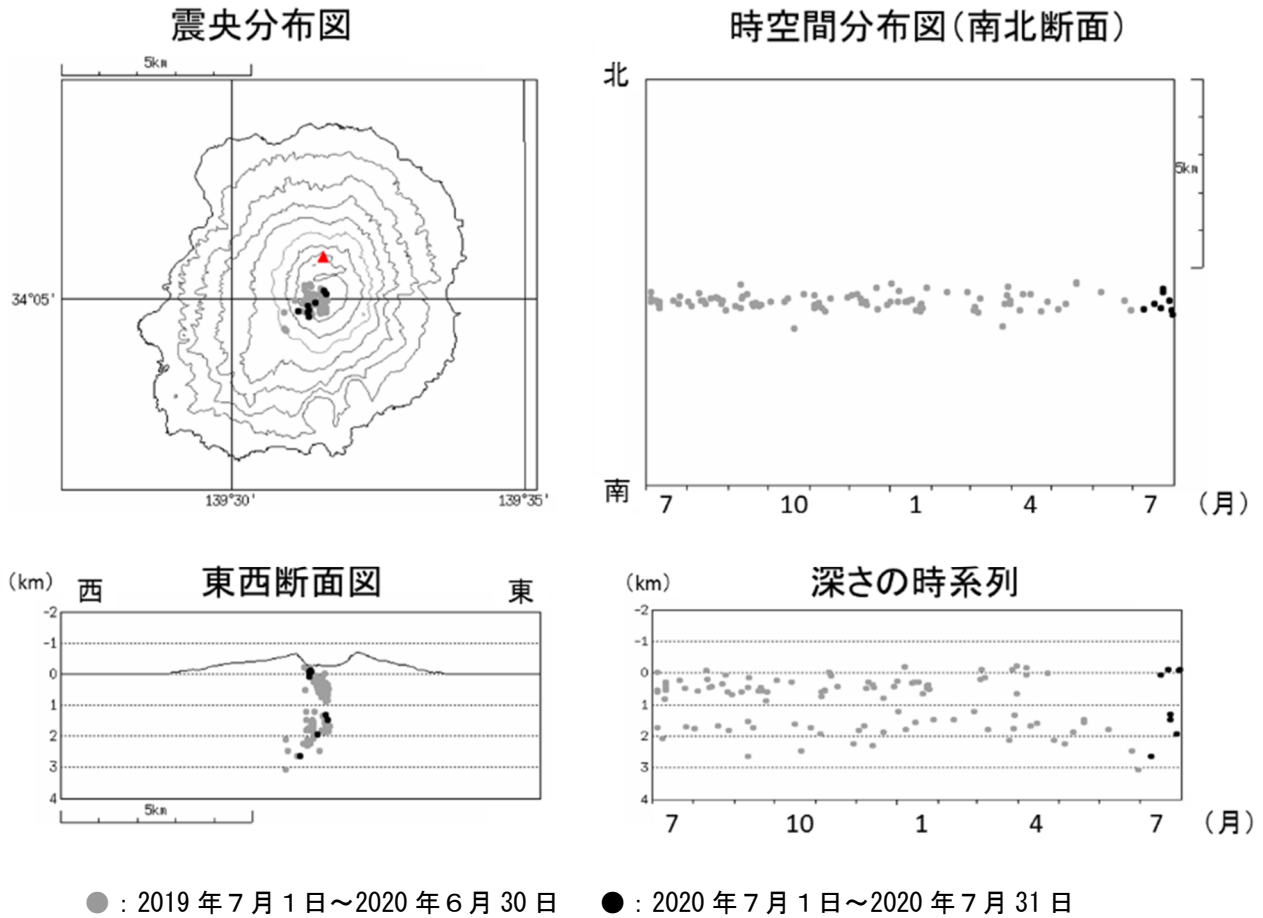 震央分布図
5km
34°05'
139°30'
139°35'
時空間分布図(南北断面)
北
5km
南
7 10 1 4 7 (月)
東西断面図
(km) 西 東
-2
-1
0
1
2
3
4
5km
深さの時系列
(km)
-2
-1
0
1
2
3
4
7 10 1 4 7 (月)
●:2019年7月1日~2020年6月30日 ●:2020年7月1日~2020年7月31日